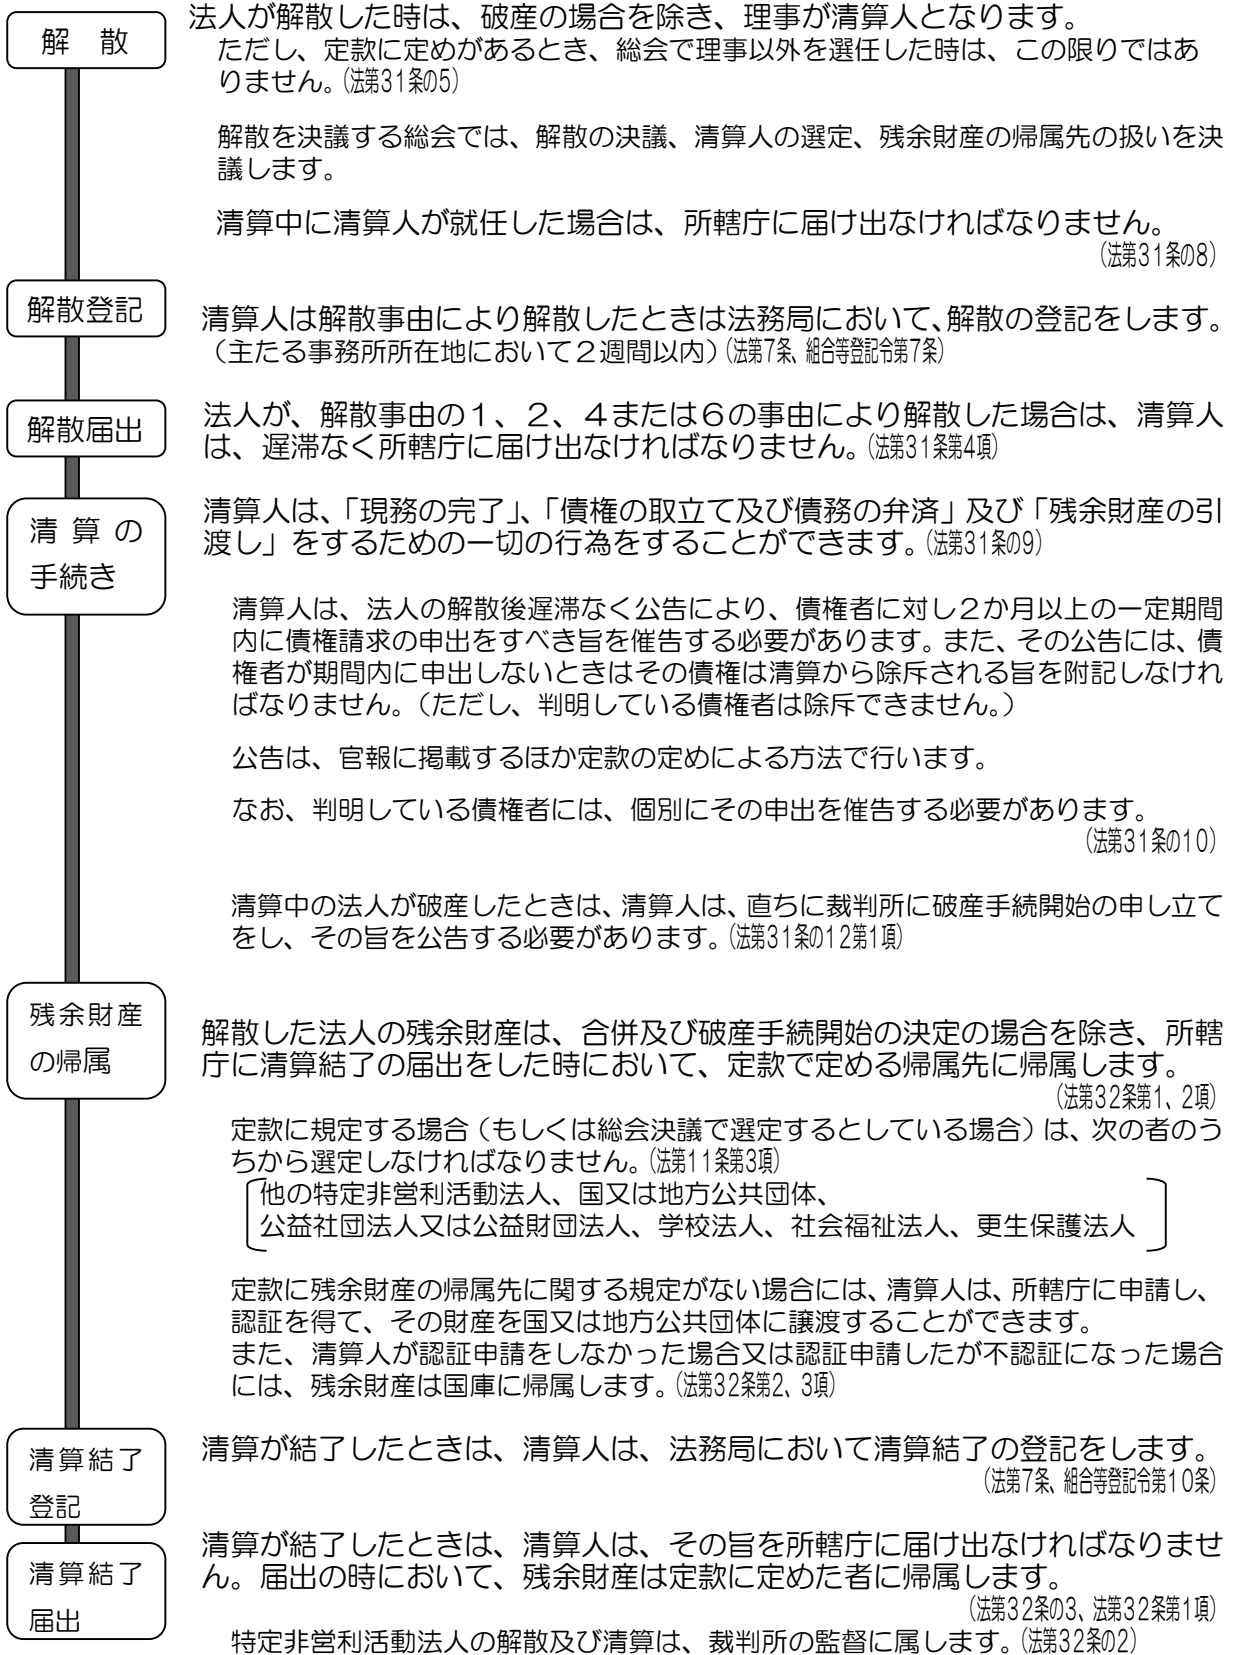 解　散
法人が解散した時は、破産の場合を除き、理事が清算人となります。
ただし、定款に定めがあるとき、総会で理事以外を選任した時は、この限りではあ
りません。(法第31条の5)
解散を決議する総会では、解散の決議、清算人の選定、残余財産の帰属先の扱いを決
議します。
清算中に清算人が就任した場合は、所轄庁に届け出なければなりません。
(法第31条の8)
解散登記
清算人は解散事由により解散したときは法務局において、解散の登記をします。
（主たる事務所所在地において２週間以内）(法第7条、組合等登記令第7条)
解散届出
法人が、解散事由の１、２、４または６の事由により解散した場合は、清算人
は、遅滞なく所轄庁に届け出なければなりません。(法第31条第4項)
清算の
手続き
清算人は、「現務の完了」、「債権の取立て及び債務の弁済」及び「残余財産の引
渡し」をするための一切の行為をすることができます。(法第31条の9)
清算人は、法人の解散後遅滞なく公告により、債権者に対し２か月以上の一定期間
内に債権請求の申出をすべき旨を催告する必要があります。また、その公告には、債
権者が期間内に申出しないときはその債権は清算から除斥される旨を附記しなけれ
ばなりません。（ただし、判明している債権者は除斥できません。）
公告は、官報に掲載するほか定款の定めによる方法で行います。
なお、判明している債権者には、個別にその申出を催告する必要があります。
(法第31条の10)
清算中の法人が破産したときは、清算人は、直ちに裁判所に破産手続開始の申し立て
をし、その旨を公告する必要があります。(法第31条の12第1項)
残余財産
の帰属
解散した法人の残余財産は、合併及び破産手続開始の決定の場合を除き、所轄
庁に清算結了の届出をした時において、定款で定める帰属先に帰属します。
(法第32条第1、2項)
定款に規定する場合（もしくは総会決議で選定するとしている場合）は、次の者のう
ちから選定しなければなりません。(法第11条第3項)
他の特定非営利活動法人、国又は地方公共団体、
公益社団法人又は公益財団法人、学校法人、社会福祉法人、更生保護法人
定款に残余財産の帰属先に関する規定がない場合には、清算人は、所轄庁に申請し、
認証を得て、その財産を国又は地方公共団体に譲渡することができます。
また、清算人が認証申請をしなかった場合又は認証申請したが不認証になった場合
には、残余財産は国庫に帰属します。(法第32条第2、3項)
清算結了
登記
清算が結了したときは、清算人は、法務局において清算結了の登記をします。
(法第7条、組合等登記令第10条)
清算結了
届出
清算が結了したときは、清算人は、その旨を所轄庁に届け出なければなりませ
ん。届出の時において、残余財産は定款に定めた者に帰属します。
(法第32条の3、法第32条第1項)
特定非営利活動法人の解散及び清算は、裁判所の監督に属します。(法第32条の2)